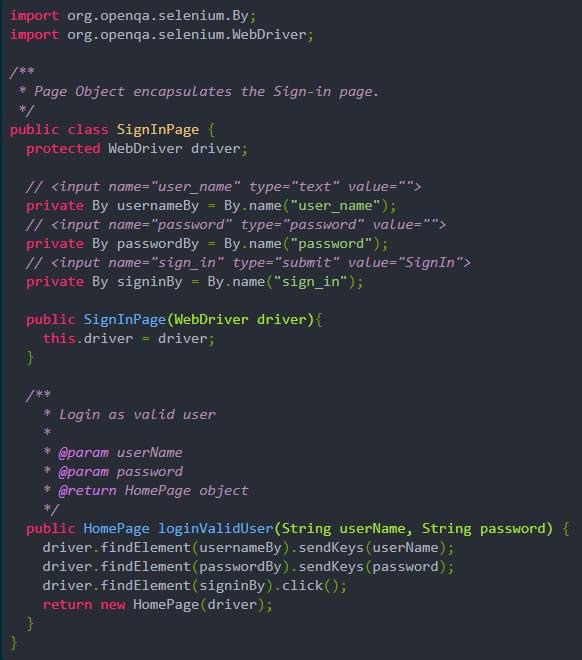 import org.openqa.selenium.By;
import org.openqa.selenium.WebDriver;

/**
 * Page Object encapsulates the Sign-in page.
 */
public class SignInPage {
  protected WebDriver driver;

  // <input name="user_name" type="text" value="">
  private By usernameBy = By.name("user_name");
  // <input name="password" type="password" value="">
  private By passwordBy = By.name("password");
  // <input name="sign_in" type="submit" value="SignIn">
  private By signinBy = By.name("sign_in");

  public SignInPage(WebDriver driver){
    this.driver = driver;
  }

  /**
    * Login as valid user
    *
    * @param userName
    * @param password
    * @return HomePage object
    */
  public HomePage loginValidUser(String userName, String password) {
    driver.findElement(usernameBy).sendKeys(userName);
    driver.findElement(passwordBy).sendKeys(password);
    driver.findElement(signinBy).click();
    return new HomePage(driver);
  }
}